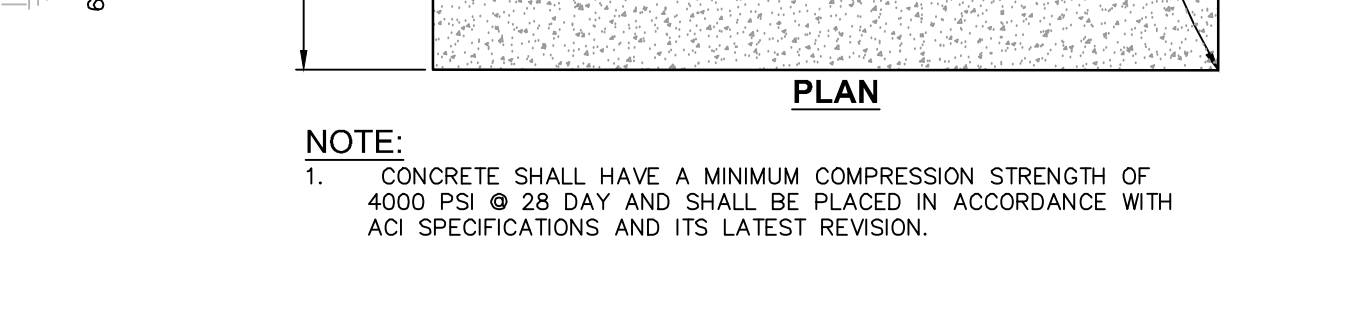 6
PLAN
NOTE:
1. CONCRETE SHALL HAVE A MINIMUM COMPRESSION STRENGTH OF
4000 PSI @ 28 DAY AND SHALL BE PLACED IN ACCORDANCE WITH
ACI SPECIFICATIONS AND ITS LATEST REVISION.